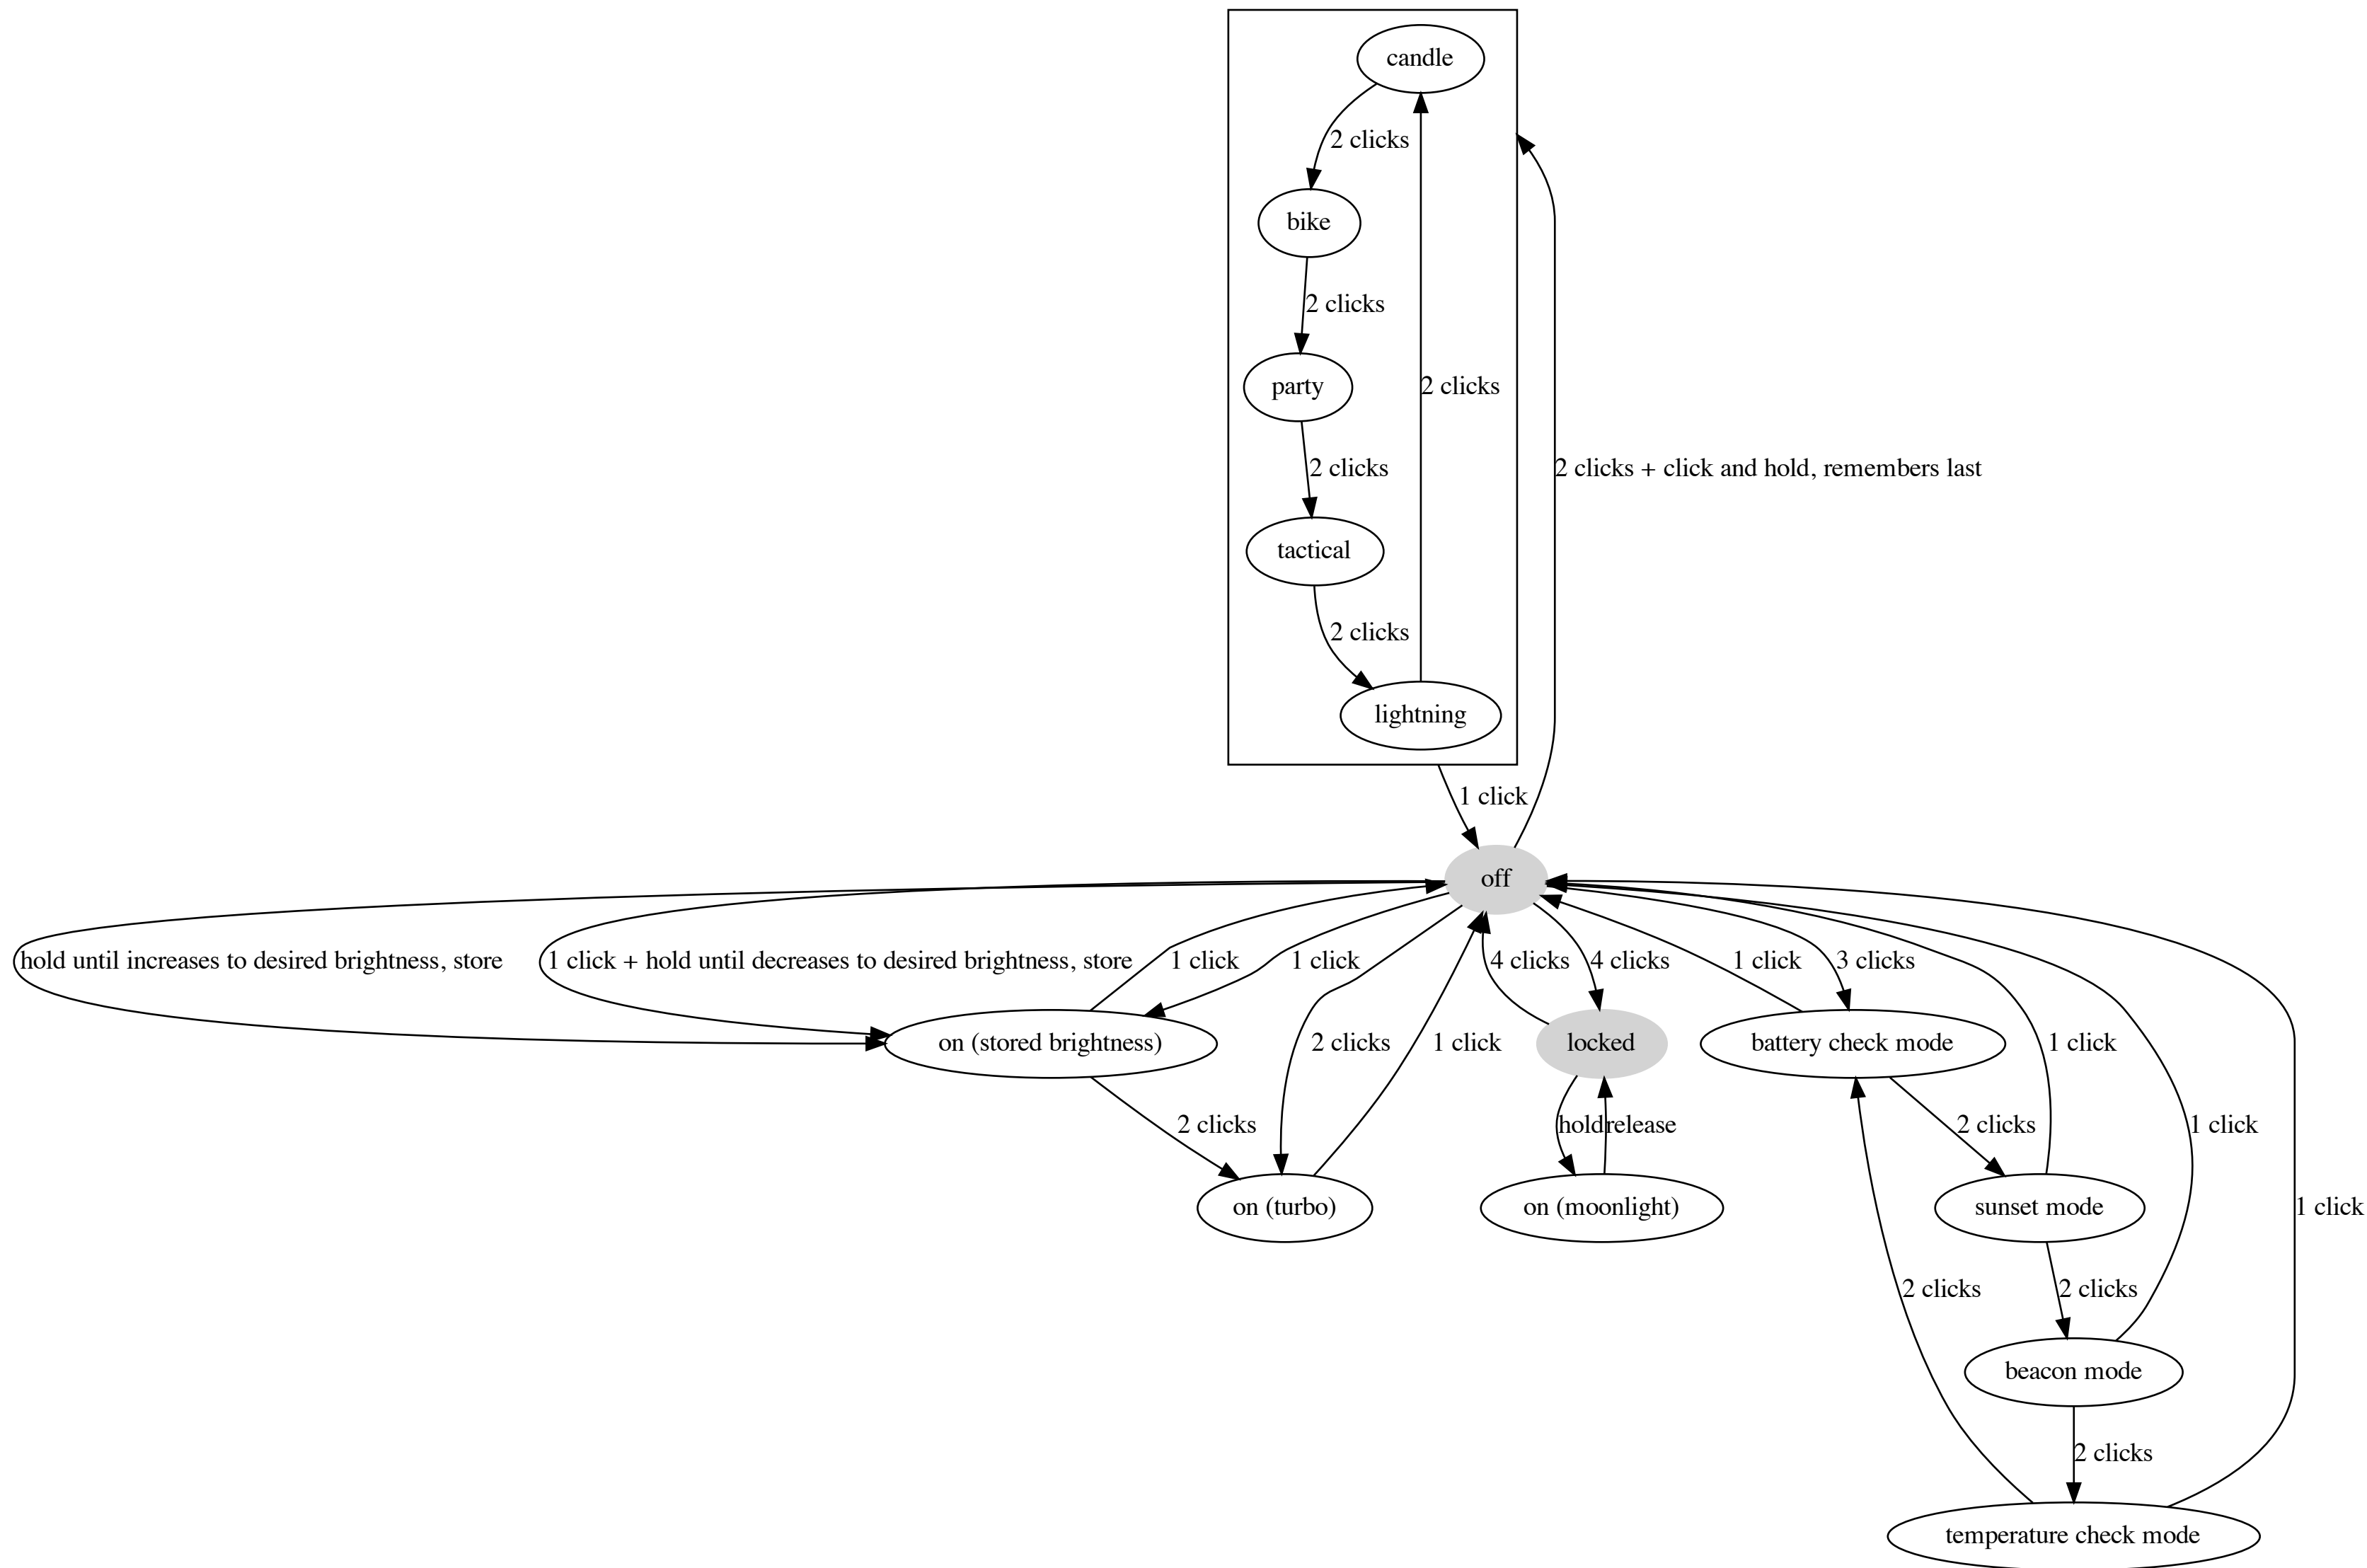 candle
2 clicks
bike
2 clicks
party
2 clicks
2 clicks
2 clicks + click and hold, remembers last
tactical
2 clicks
lightning
1 click
off
hold until increases to desired brightness, store
1 click + hold until decreases to desired brightness, store
1 click
1 click
4 clicks
4 clicks
1 click
3 clicks
on (stored brightness)
2 clicks
1 click
locked
battery check mode
1 click
2 clicks
hold
release
2 clicks
1 click
on (turbo)
on (moonlight)
sunset mode
1 click
2 clicks
2 clicks
beacon mode
2 clicks
temperature check mode